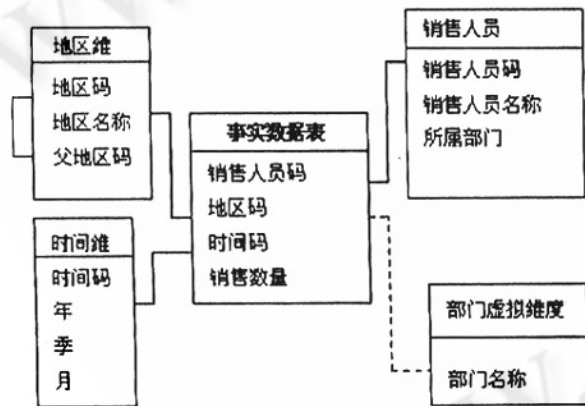 地区维
地区码
地区名称
父地区码
时间维
时间码
年
季
月
事实数据表
销售人员码
地区码
时间码
销售数量
销售人员
销售人员码
销售人员名称
所属部门
部门虚拟维度
部门名称